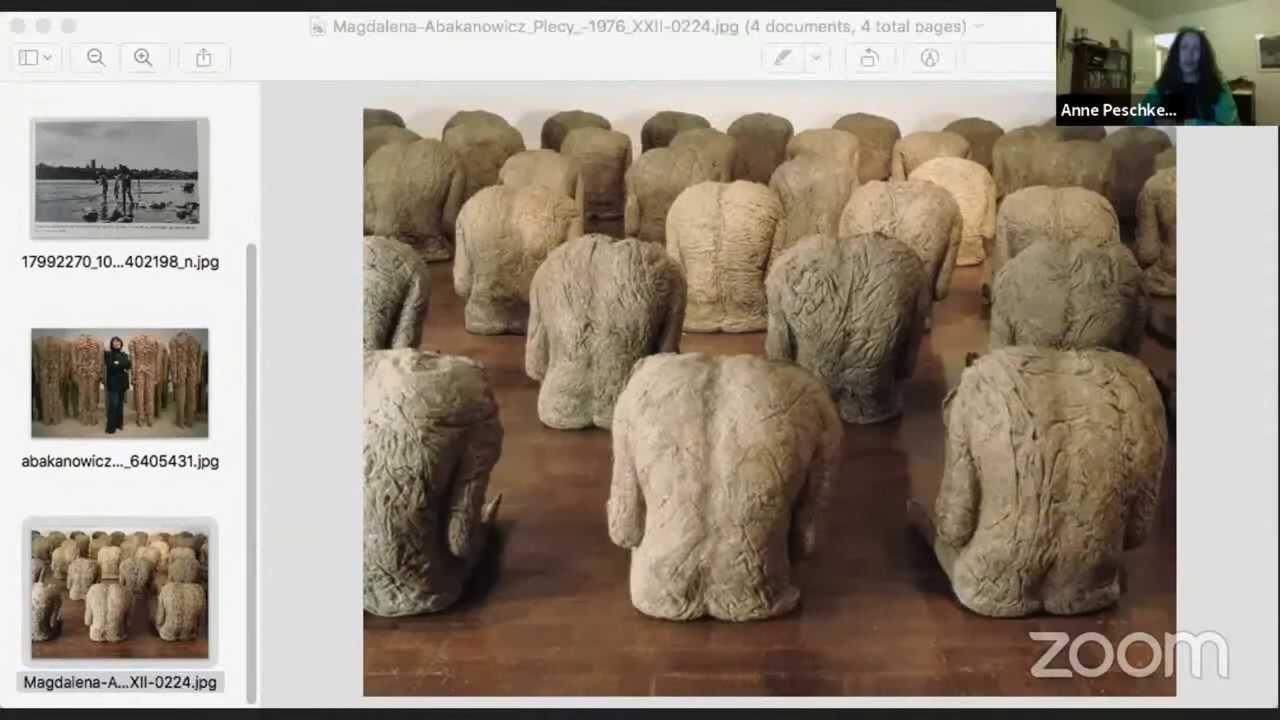 Magdalena-Abakanowicz_Plecy_-1976_XXII-0224.jpg (4 documents, 4 total pages)
Anne Peschke...
17992270_10...402198_n.jpg
abakanowicz..._6405431.jpg
Magdalena-A...XII-0224.jpg
zoom